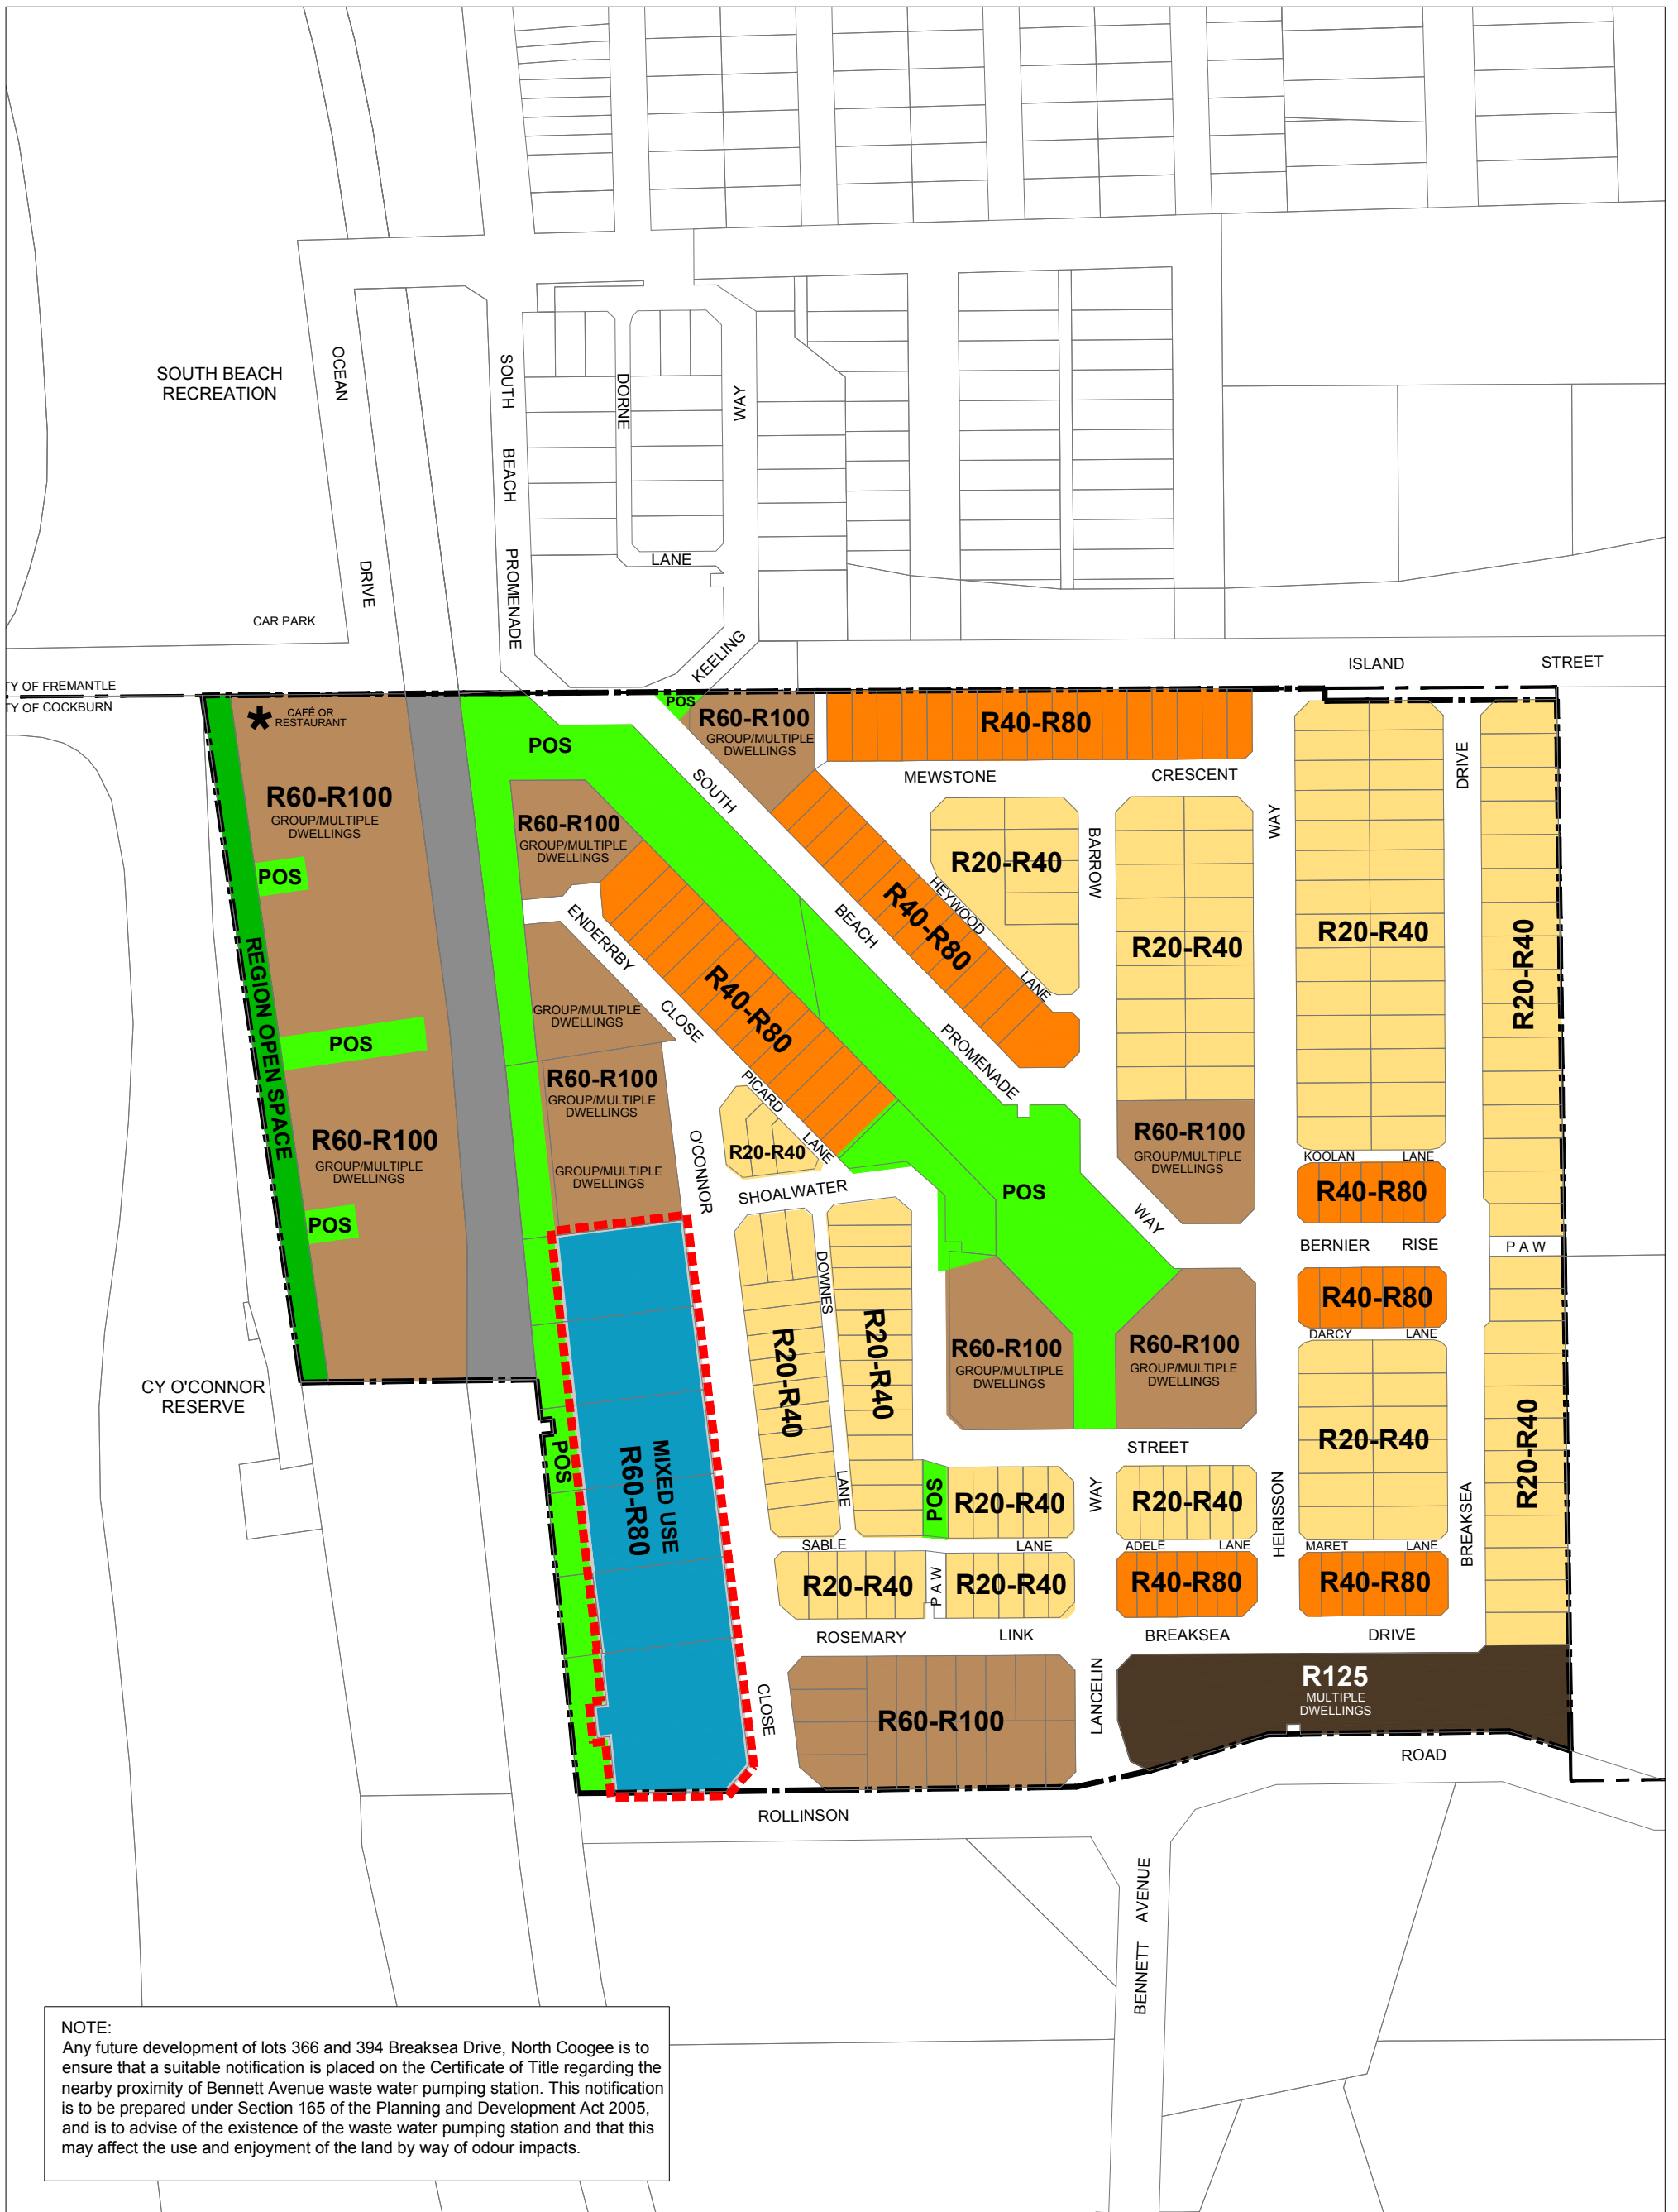 SOUTH BEACH
RECREATION
OCEAN
DRIVE
SOUTH
BEACH
PROMENADE
DORNE
LANE
WAY
KEELING
CAR PARK
TY OF FREMANTLE
TY OF COCKBURN
ISLAND
STREET
CAFÉ OR
RESTAURANT
POS
R60-R100
GROUP/MULTIPLE
DWELLINGS
R40-R80
POS
MEWSTONE
CRESCENT
WAY
DRIVE
R60-R100
GROUP/MULTIPLE
DWELLINGS
SOUTH
BEACH
PROMENADE
WAY
R60-R100
GROUP/MULTIPLE
DWELLINGS
R20-R40
BARROW
HEYWOOD
LANE
R40-R80
POS
ENDERRBY
CLOSE
R20-R40
R20-R40
R20-R40
REGION OPEN SPACE
GROUP/MULTIPLE
DWELLINGS
R40-R80
POS
R60-R100
GROUP/MULTIPLE
DWELLINGS
PICARD
LANE
R60-R100
GROUP/MULTIPLE
DWELLINGS
GROUP/MULTIPLE
DWELLINGS
O'CONNOR
R20-R40
SHOALWATER
R60-R100
GROUP/MULTIPLE
DWELLINGS
KOOLAN
LANE
R40-R80
POS
POS
BERNIER
RISE
P A W
R40-R80
DARCY
LANE
DOWNES
LANE
R20-R40
R20-R40
R60-R100
GROUP/MULTIPLE
DWELLINGS
R60-R100
GROUP/MULTIPLE
DWELLINGS
CY O'CONNOR
RESERVE
POS
MIXED USE
R60-R80
STREET
R20-R40
R20-R40
POS
R20-R40
WAY
R20-R40
HEIRISSON
BREAKSEA
SABLE
LANE
ADELE
LANE
MARET
LANE
R20-R40
P A W
R20-R40
R40-R80
R40-R80
ROSEMARY
LINK
BREAKSEA
DRIVE
CLOSE
R60-R100
LANCELIN
R125
MULTIPLE
DWELLINGS
ROAD
ROLLINSON
BENNETT
AVENUE
NOTE:
Any future development of lots 366 and 394 Breaksea Drive, North Coogee is to
ensure that a suitable notification is placed on the Certificate of Title regarding the
nearby proximity of Bennett Avenue waste water pumping station. This notification
is to be prepared under Section 165 of the Planning and Development Act 2005,
and is to advise of the existence of the waste water pumping station and that this
may affect the use and enjoyment of the land by way of odour impacts.